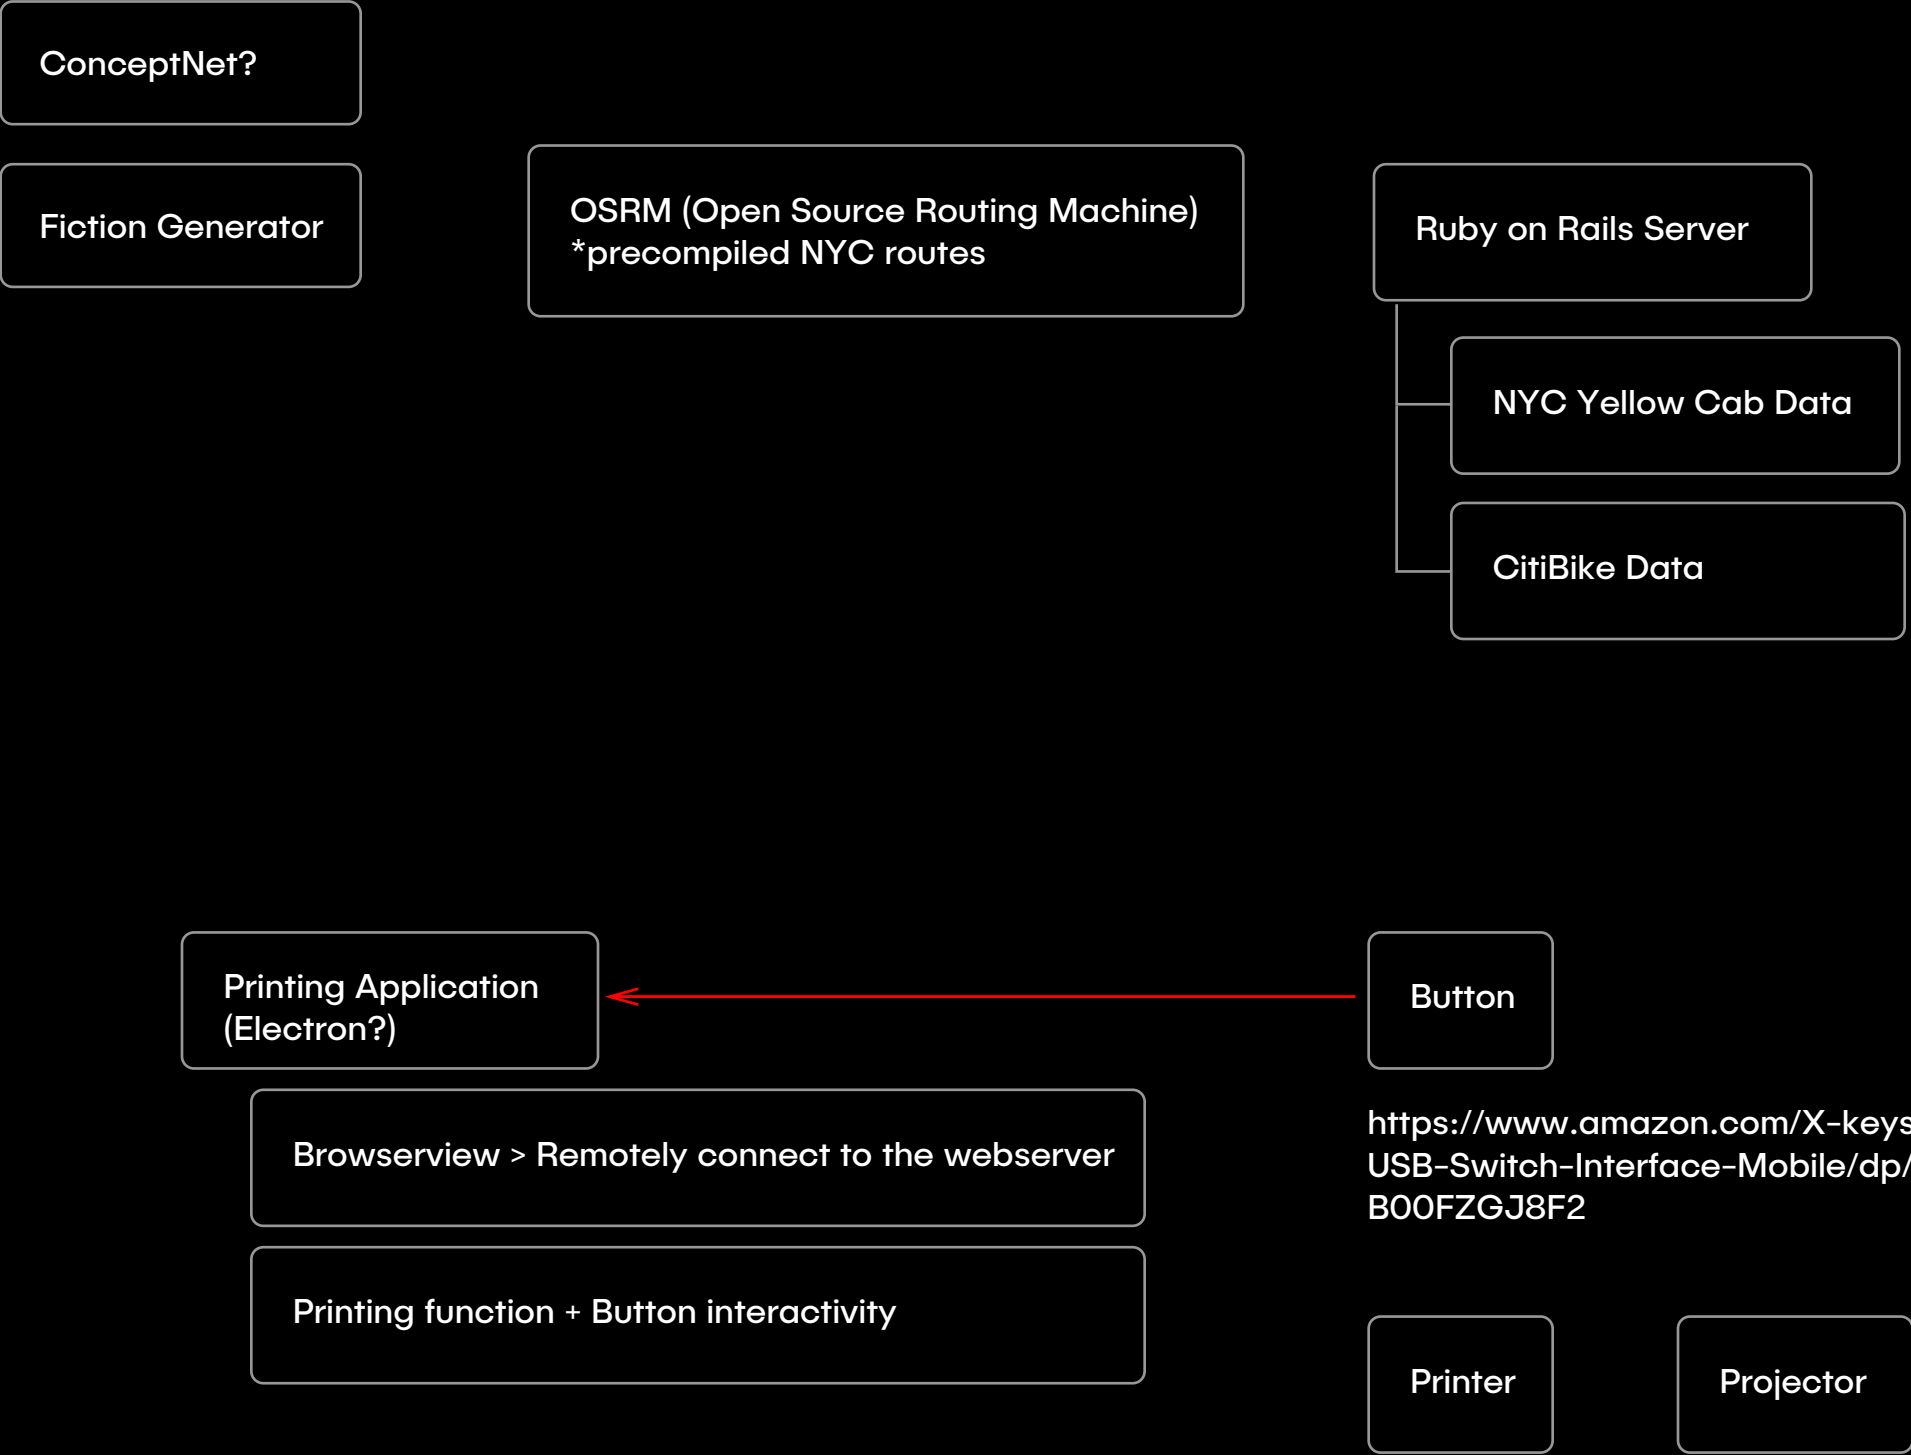 ConceptNet?
Fiction Generator
OSRM (Open Source Routing Machine)
*precompiled NYC routes
Ruby on Rails Server
NYC Yellow Cab Data
CitiBike Data
Printing Application
(Electron?)
Browserview > Remotely connect to the webserver
Printing function + Button interactivity
Button
https://www.amazon.com/X-keys
USB-Switch-Interface-Mobile/dp/
B00FZGJ8F2
Printer
Projector